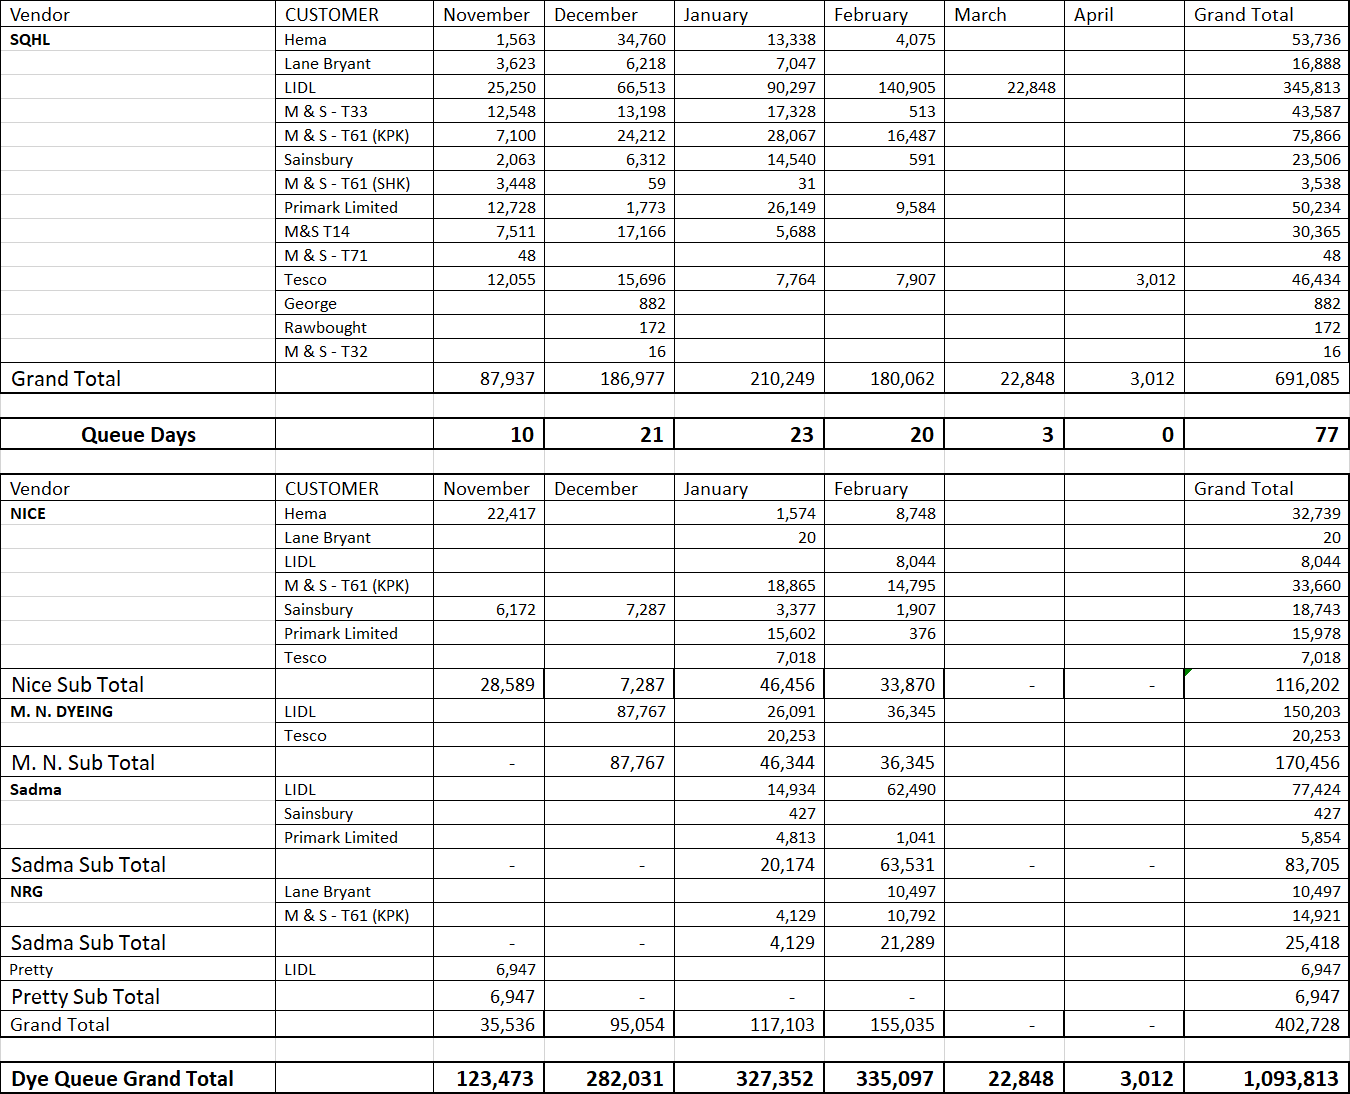 Vendor CUSTOMER November December January February March April Grand Total
SQHL Hema 1,563 34,760 13,338 4,075 53,736
Lane Bryant 3,623 6,218 7,047 16,888
LIDL 25,250 66,513 90,297 140,905 22,848 345,813
M & S - T33 12,548 13,198 17,328 513 43,587
M & S - T61 (KPK) 7,100 24,212 28,067 16,487 75,866
Sainsbury 2,063 6,312 14,540 591 23,506
M & S - T61 (SHK) 3,448 59 31 3,538
Primark Limited 12,728 1,773 26,149 9,584 50,234
M&S T14 7,511 17,166 5,688 30,365
M & S - T71 48 48
Tesco 12,055 15,696 7,764 7,907 3,012 46,434
George 882 882
Rawbought 172 172
M & S - T32 16 16
Grand Total 87,937 186,977 210,249 180,062 22,848 3,012 691,085
Queue Days 10 21 23 20 3 0 77
Vendor CUSTOMER November December January February Grand Total
NICE Hema 22,417 1,574 8,748 32,739
Lane Bryant 20 20
LIDL 8,044 8,044
M & S - T61 (KPK) 18,865 14,795 33,660
Sainsbury 6,172 7,287 3,377 1,907 18,743
Primark Limited 15,602 376 15,978
Tesco 7,018 7,018
Nice Sub Total 28,589 7,287 46,456 33,870 - - 116,202
M. N. DYEING LIDL 87,767 26,091 36,345 150,203
Tesco 20,253 20,253
M. N. Sub Total - 87,767 46,344 36,345 170,456
Sadma LIDL 14,934 62,490 77,424
Sainsbury 427 427
Primark Limited 4,813 1,041 5,854
Sadma Sub Total - - 20,174 63,531 - - 83,705
NRG Lane Bryant 10,497 10,497
M & S - T61 (KPK) 4,129 10,792 14,921
Sadma Sub Total - - 4,129 21,289 25,418
Pretty LIDL 6,947 6,947
Pretty Sub Total 6,947 - - - 6,947
Grand Total 35,536 95,054 117,103 155,035 - - 402,728
Dye Queue Grand Total 123,473 282,031 327,352 335,097 22,848 3,012 1,093,813